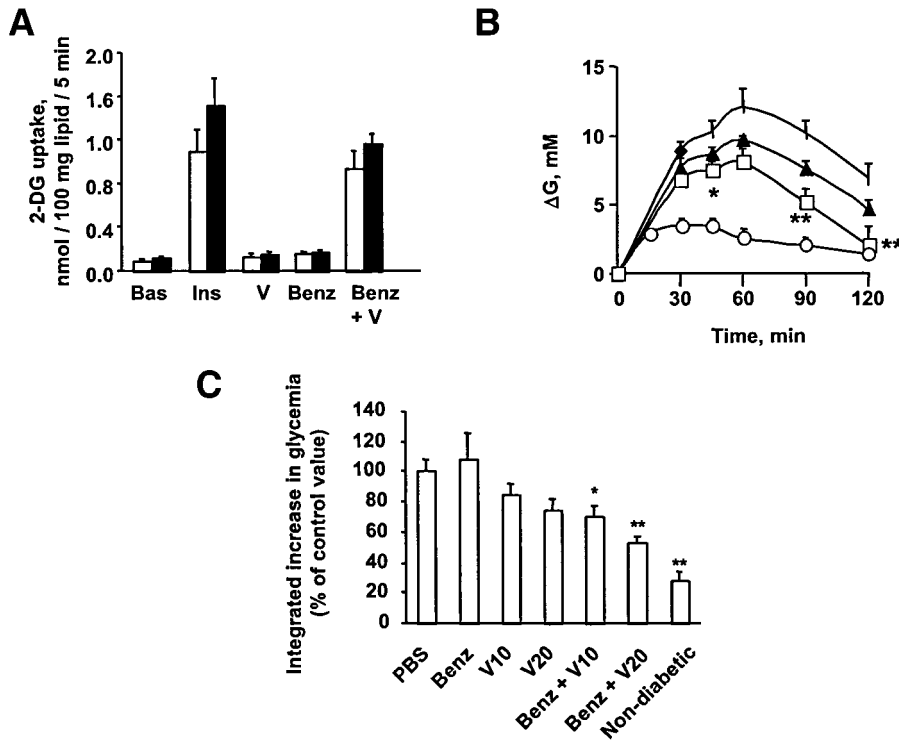 A
2-DG uptake,
nmol / 100 mg lipid / 5 min
2.0
1.6
1.0
0.8
0.4
0.0
Bas Ins V Benz Benz
+ V
B
ΔG, mM
15
10
5
0
*
**
**
0 30 60 90 120
Time, min
C
Integrated increase in glycemia
(% of control value)
140
120
100
80
60
40
20
0
*
**
**
PBS
Benz
V10
V20
Benz + V10
Benz + V20
Non-diabetic